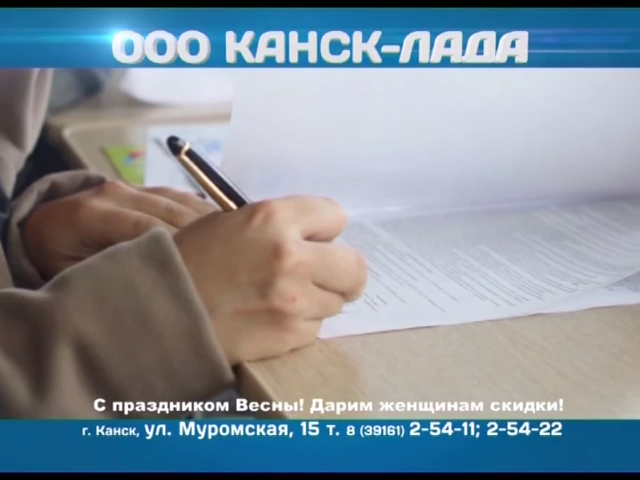 ООО КАНСК-ЛАДА
С праздником Весны! Дарим женщинам скидки!
г. Канск, ул. Муромская, 15 т. 8 (39161) 2-54-11; 2-54-22